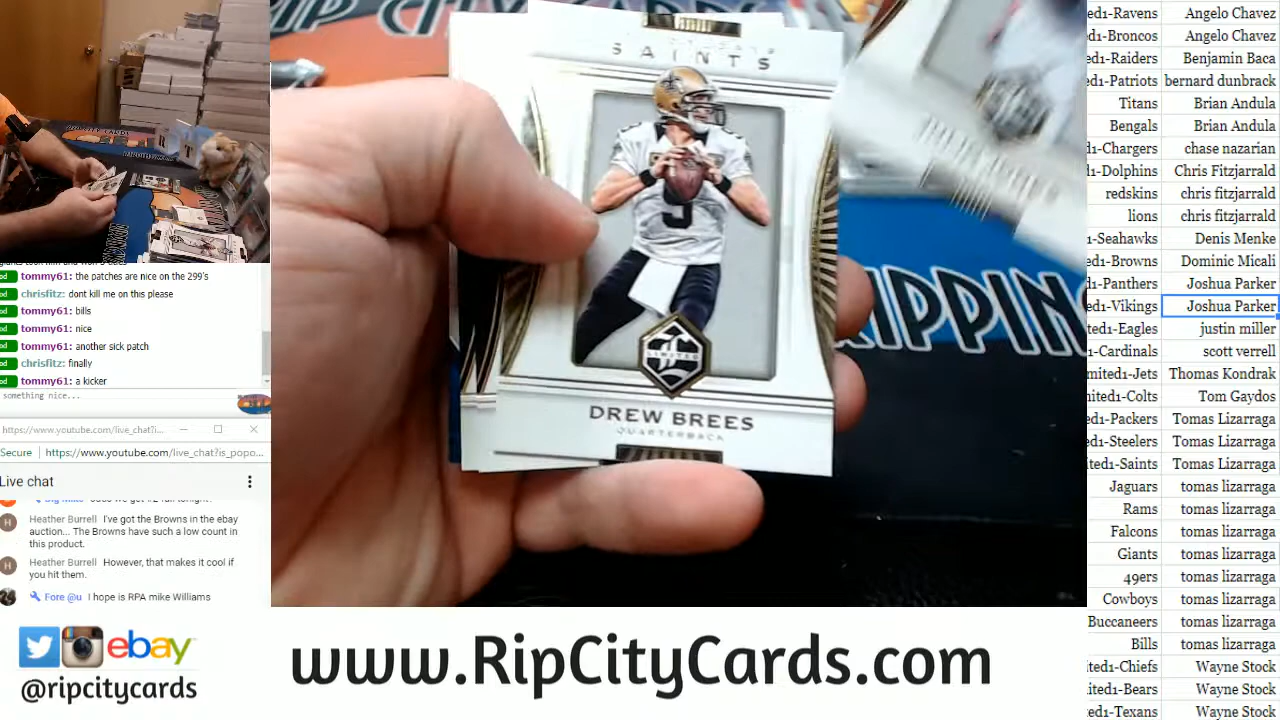 SAINTS
LIMITED
DREW BREES
QUARTERBACK
RIPPIN
RIP CITY CARDS
tommy61: the patches are nice on the 299's
chrisfitz: dont kill me on this please
tommy61: bills
tommy61: nice
tommy61: another sick patch
chrisfitz: finally
tommy61: a kicker
something nice...
https://www.youtube.com/live_chat?i...
Secure https://www.youtube.com/live_chat?is_popo...
Live chat
Heather Burrell I've got the Browns in the ebay
auction... The Browns have such a low count in
this product.
Heather Burrell However, that makes it cool if
you hit them.
Fore @u I hope is RPA mike Williams
ebay
@ripcitycards
www.RipCityCards.com
ed1-Ravens Angelo Chavez
ed1-Broncos Angelo Chavez
ed1-Raiders Benjamin Baca
ed1-Patriots bernard dunbrack
Titans Brian Andula
Bengals Brian Andula
d1-Chargers chase nazarian
d1-Dolphins Chris Fitzjarrald
redskins chris fitzjarrald
lions chris fitzjarrald
d1-Seahawks Denis Menke
ed1-Browns Dominic Micali
d1-Panthers Joshua Parker
ed1-Vikings Joshua Parker
ted1-Eagles justin miller
1-Cardinals scott verrell
mited1-Jets Thomas Kondrak
nited1-Colts Tom Gaydos
ed1-Packers Tomas Lizarraga
ed1-Steelers Tomas Lizarraga
ited1-Saints Tomas Lizarraga
Jaguars tomas lizarraga
Rams tomas lizarraga
Falcons tomas lizarraga
Giants tomas lizarraga
49ers tomas lizarraga
Cowboys tomas lizarraga
Buccaneers tomas lizarraga
Bills tomas lizarraga
ted1-Chiefs Wayne Stock
ited1-Bears Wayne Stock
ted1-Texans Wayne Stock